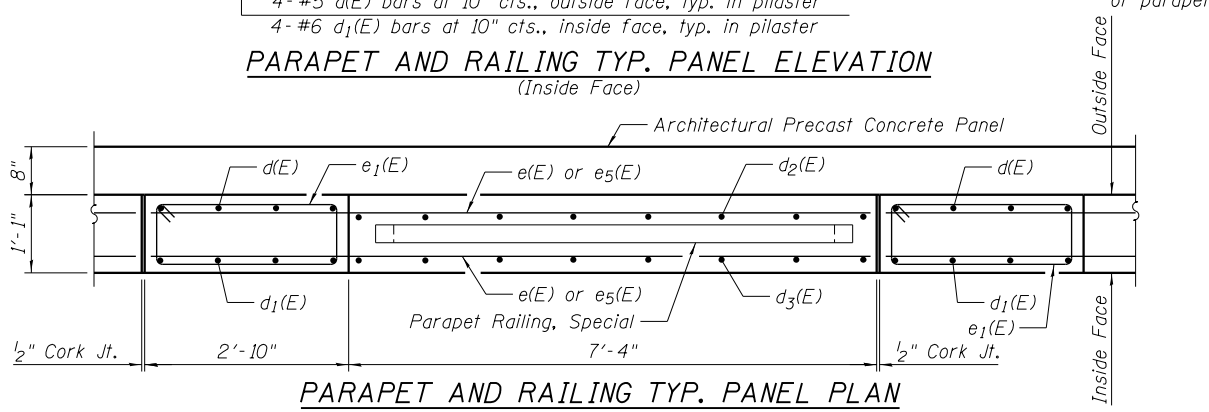 4-#5 d(E) bars at 10" cts., outside face, typ. in pilaster
4-#6 d1(E) bars at 10" cts., inside face, typ. in pilaster
of parapet
PARAPET AND RAILING TYP. PANEL ELEVATION
(Inside Face)
Outside Face
Architectural Precast Concrete Panel
8"
d(E)
e1(E)
e(E) or e5(E)
d2(E)
d(E)
1'-1"
d1(E)
e(E) or e5(E)
d3(E)
d1(E)
e1(E)
Parapet Railing, Special
1/2" Cork Jt.
2'-10"
7'-4"
1/2" Cork Jt.
Inside Face
PARAPET AND RAILING TYP. PANEL PLAN